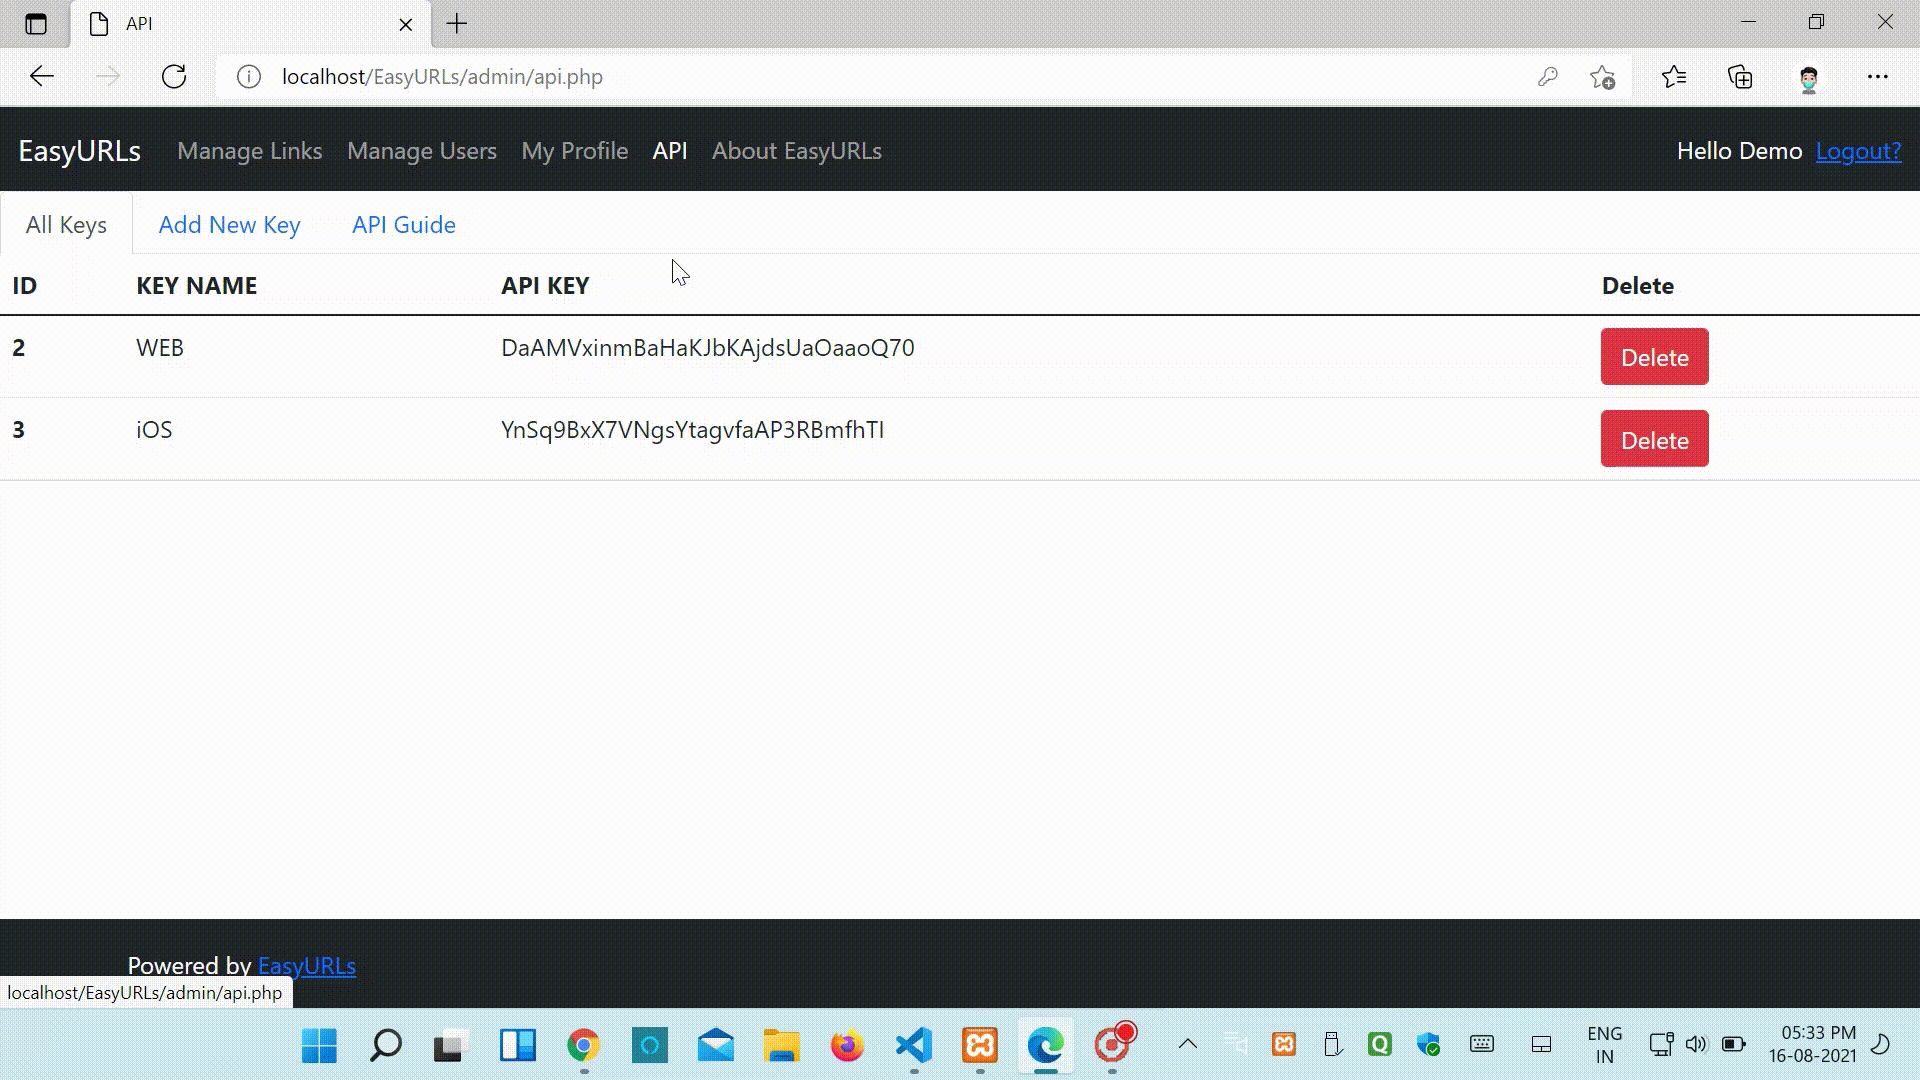 API
localhost/EasyURLs/admin/api.php
EasyURLs Manage Links Manage Users My Profile API About EasyURLs Hello Demo Logout?
All Keys Add New Key API Guide
ID KEY NAME API KEY Delete
2 WEB DaAMVxinmBaHaKJbKAjdsUaOaaoQ70 Delete
3 iOS YnSq9BxX7VNgsYtagvfaAP3RBmfhTI Delete
Powered by EasyURLs
localhost/EasyURLs/admin/api.php
ENG
IN
05:33 PM
16-08-2021